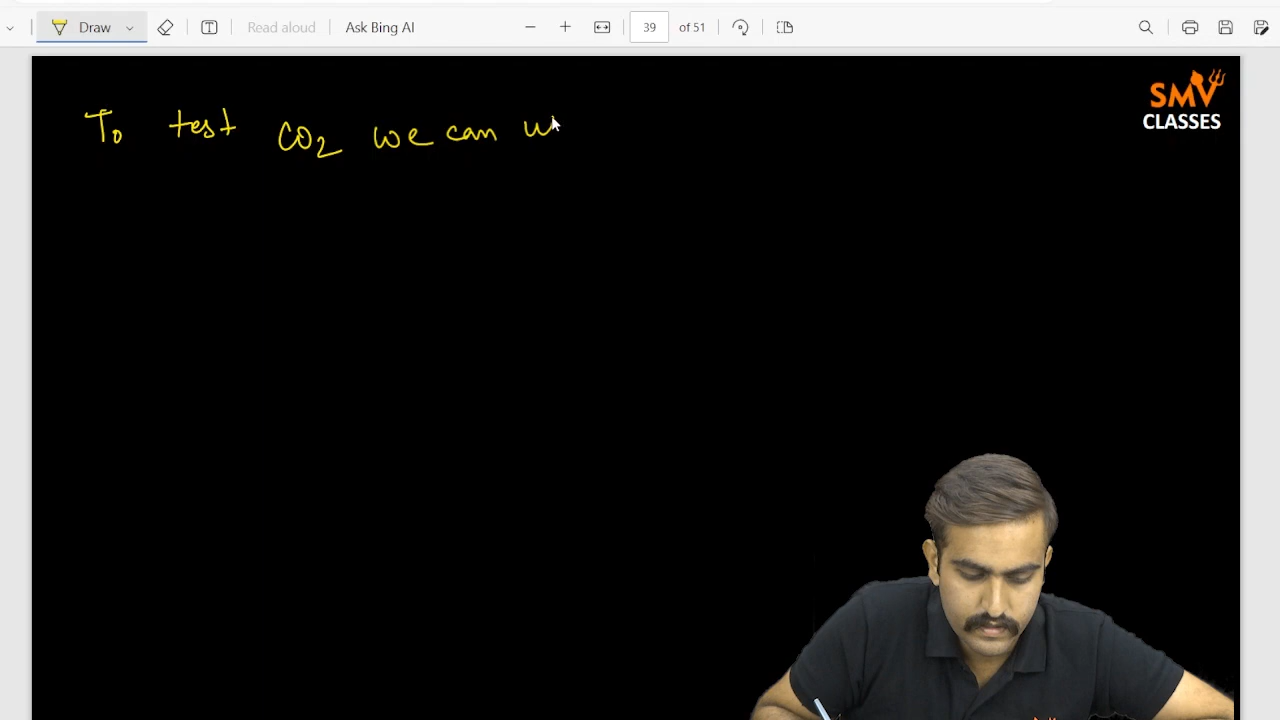 Draw
Read aloud
Ask Bing AI
39 of 51
SMV
CLASSES
To test CO2 we can